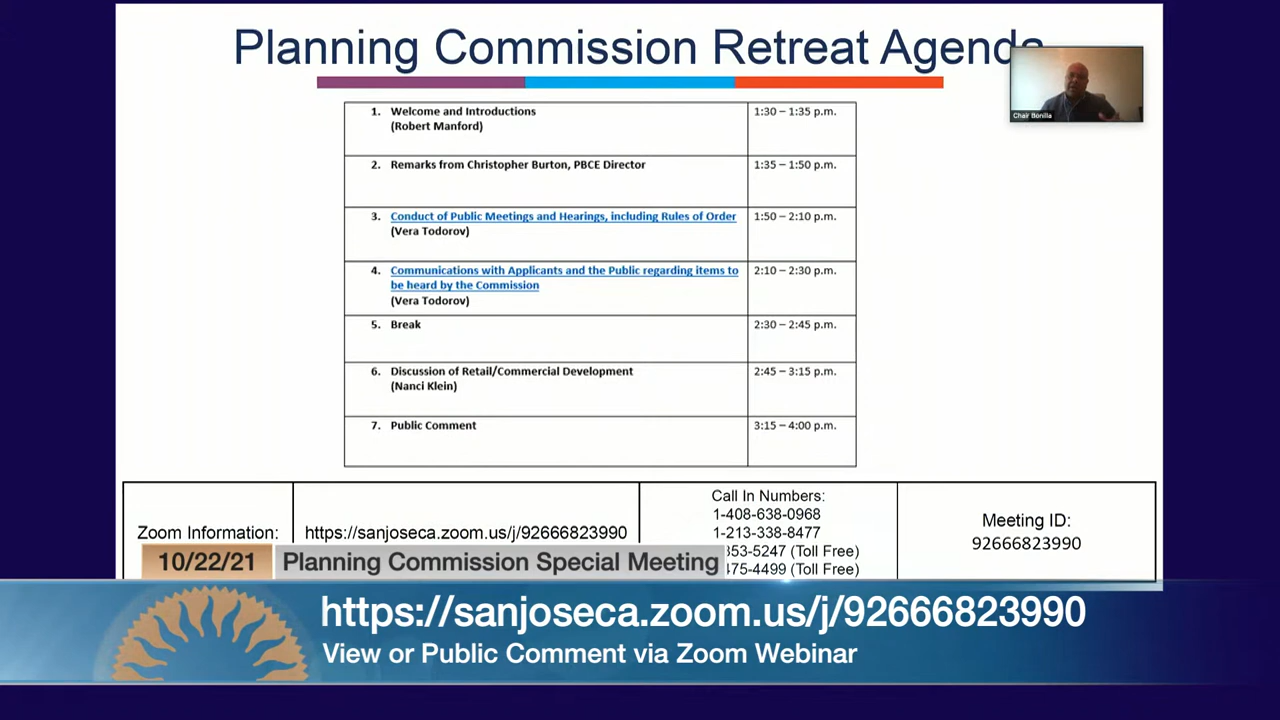 Planning Commission Retreat Agenda
Chair Bonilla
1. Welcome and Introductions
(Robert Manford)
1:30 – 1:35 p.m.
2. Remarks from Christopher Burton, PBCE Director
1:35 – 1:50 p.m.
3. Conduct of Public Meetings and Hearings, including Rules of Order
(Vera Todorov)
1:50 – 2:10 p.m.
4. Communications with Applicants and the Public regarding items to
be heard by the Commission
(Vera Todorov)
2:10 – 2:30 p.m.
5. Break
2:30 – 2:45 p.m.
6. Discussion of Retail/Commercial Development
(Nanci Klein)
2:45 – 3:15 p.m.
7. Public Comment
3:15 – 4:00 p.m.
Zoom Information:
https://sanjoseca.zoom.us/j/92666823990
Call In Numbers:
1-408-638-0968
1-213-338-8477
353-5247 (Toll Free)
475-4499 (Toll Free)
Meeting ID:
92666823990
10/22/21
Planning Commission Special Meeting
https://sanjoseca.zoom.us/j/92666823990
View or Public Comment via Zoom Webinar